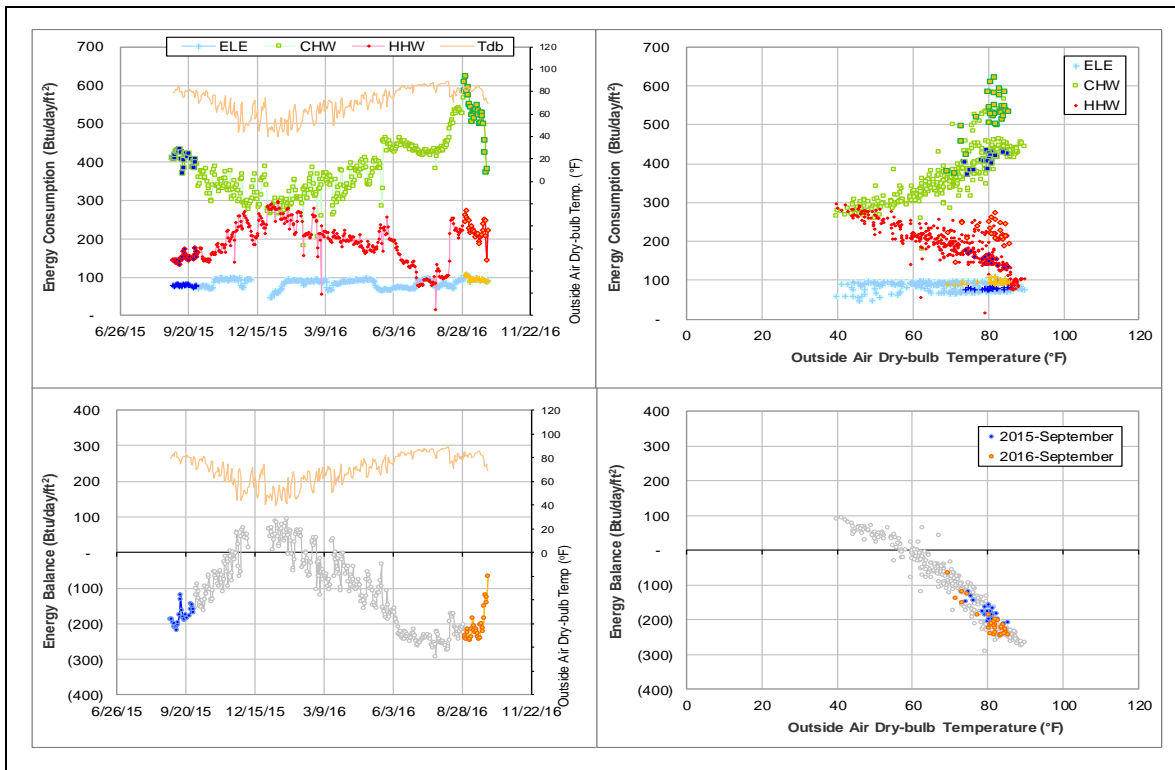 ELE CHW HHW Tdb
Energy Consumption (Btu/day/ft²)
700
600
500
400
300
200
100
-
120
100
80
60
40
20
0
Outside Air Dry-bulb Temp. (°F)
6/26/15 9/20/15 12/15/15 3/9/16 6/3/16 8/28/16 11/22/16
Energy Consumption (Btu/day/ft²)
700
600
500
400
300
200
100
-
ELE
CHW
HHW
0 20 40 60 80 100 120
Outside Air Dry-bulb Temperature (°F)
Energy Balance (Btu/day/ft²)
400
300
200
100
-
(100)
(200)
(300)
(400)
120
100
80
60
40
20
0
Outside Air Dry-bulb Temp (°F)
6/26/15 9/20/15 12/15/15 3/9/16 6/3/16 8/28/16 11/22/16
Energy Balance (Btu/day/ft²)
400
300
200
100
-
(100)
(200)
(300)
(400)
2015-September
2016-September
0 20 40 60 80 100 120
Outside Air Dry-bulb Temperature (°F)